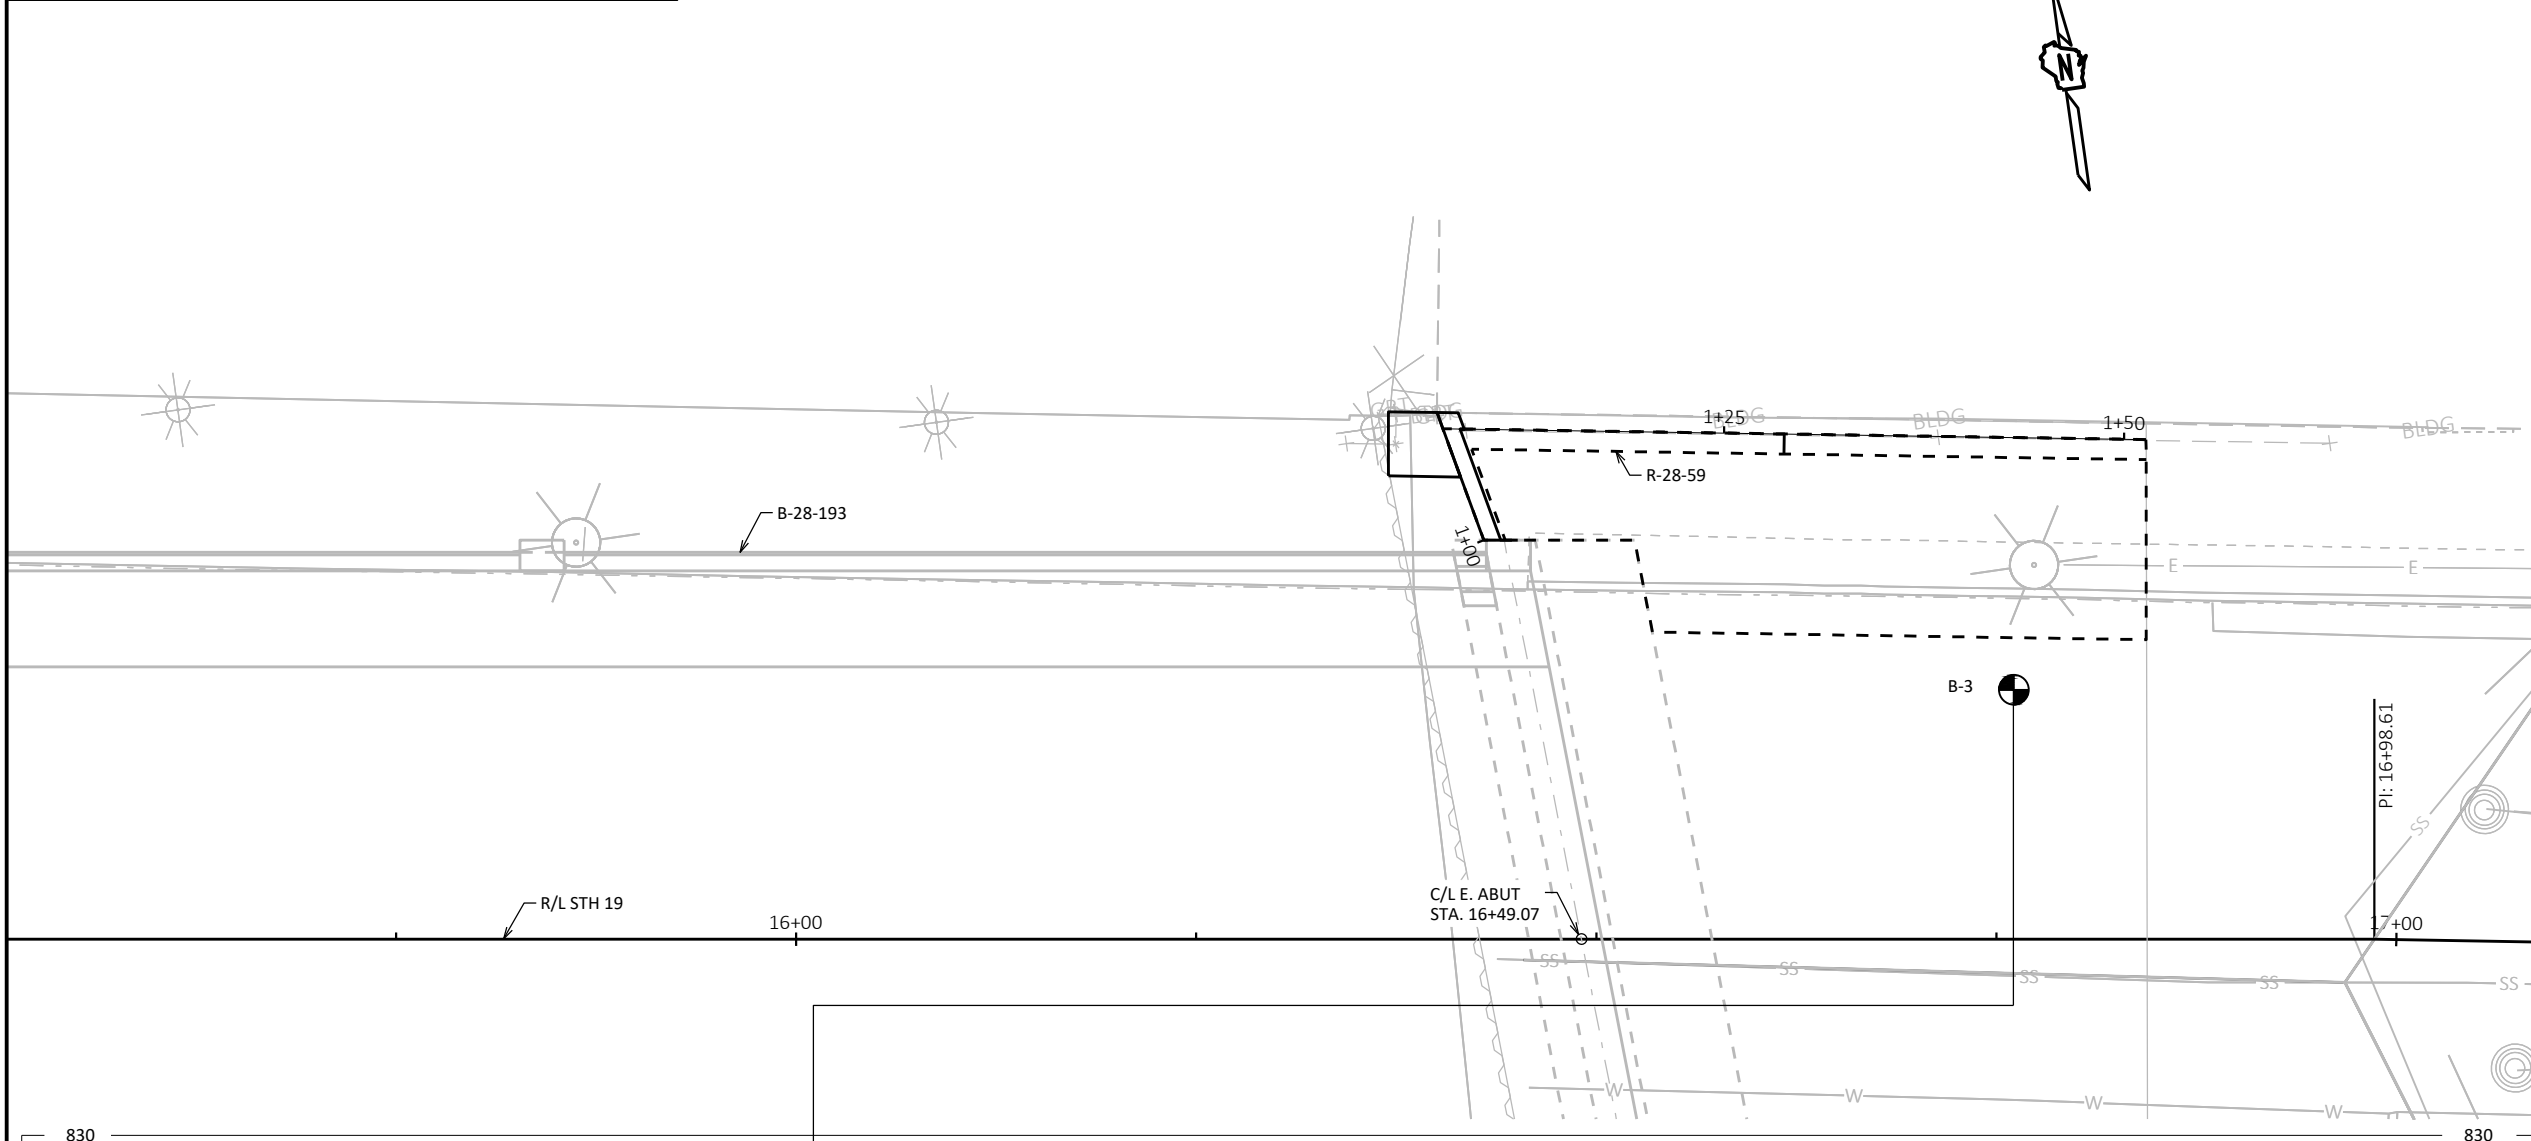 N
1+25
BLDG
BLDG
1+50
BLDG
R-28-59
B-28-193
1+00
E
E
B-3
PI: 16+98.61
SS
C/L E. ABUT
STA. 16+49.07
R/L STH 19
16+00
17+00
SS
SS
SS
SS
SS
W
W
W
W
830
830